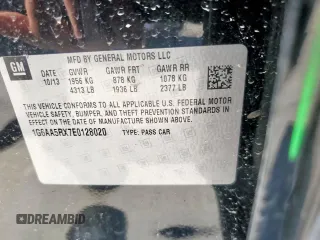 GM
MFD BY GENERAL MOTORS LLC
10/13
GVWR GAWR FRT GAWR RR
1956 KG 878 KG 1078 KG
4313 LB 1936 LB 2377 LB
THIS VEHICLE CONFORMS TO ALL APPLICABLE U.S. FEDERAL MOTOR
VEHICLE SAFETY, BUMPER, AND THEFT PREVENTION STANDARDS
IN EFFECT ON THE DATE OF MANUFACTURE SHOWN ABOVE.
1G6AA5RX7E0128020 TYPE: PASS CAR
AUTOBIDMASTER